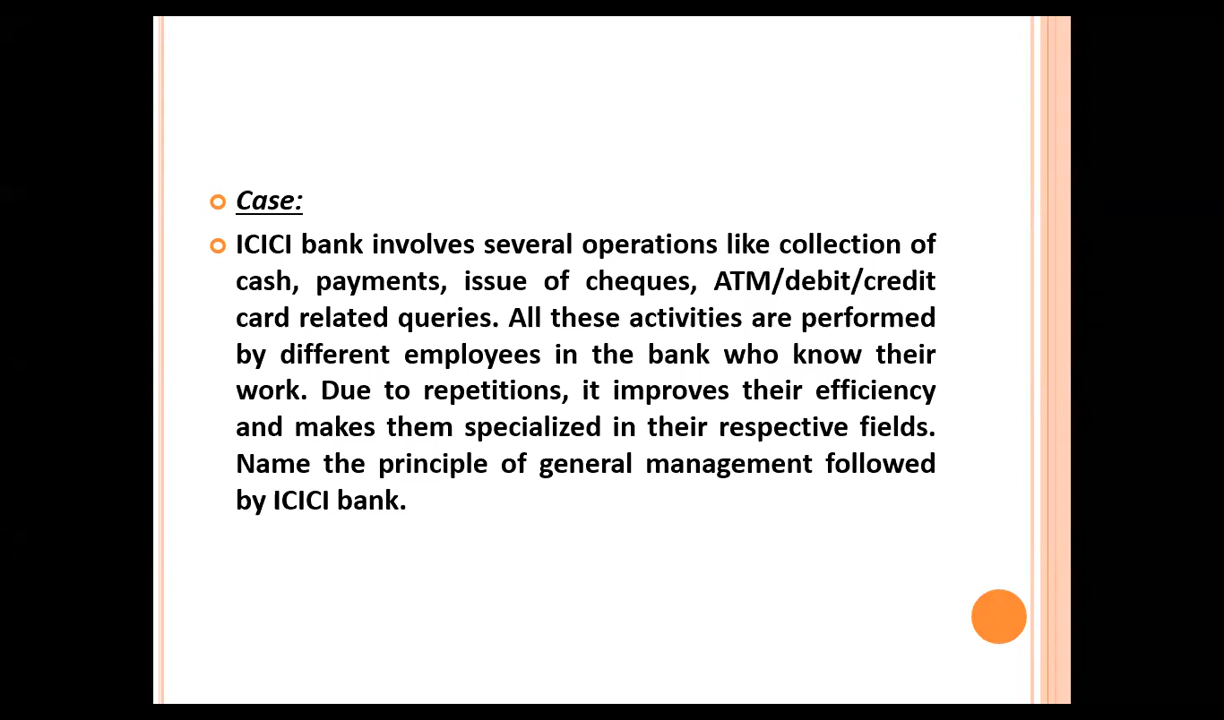 Case:
ICICI bank involves several operations like collection of
cash, payments, issue of cheques, ATM/debit/credit
card related queries. All these activities are performed
by different employees in the bank who know their
work. Due to repetitions, it improves their efficiency
and makes them specialized in their respective fields.
Name the principle of general management followed
by ICICI bank.